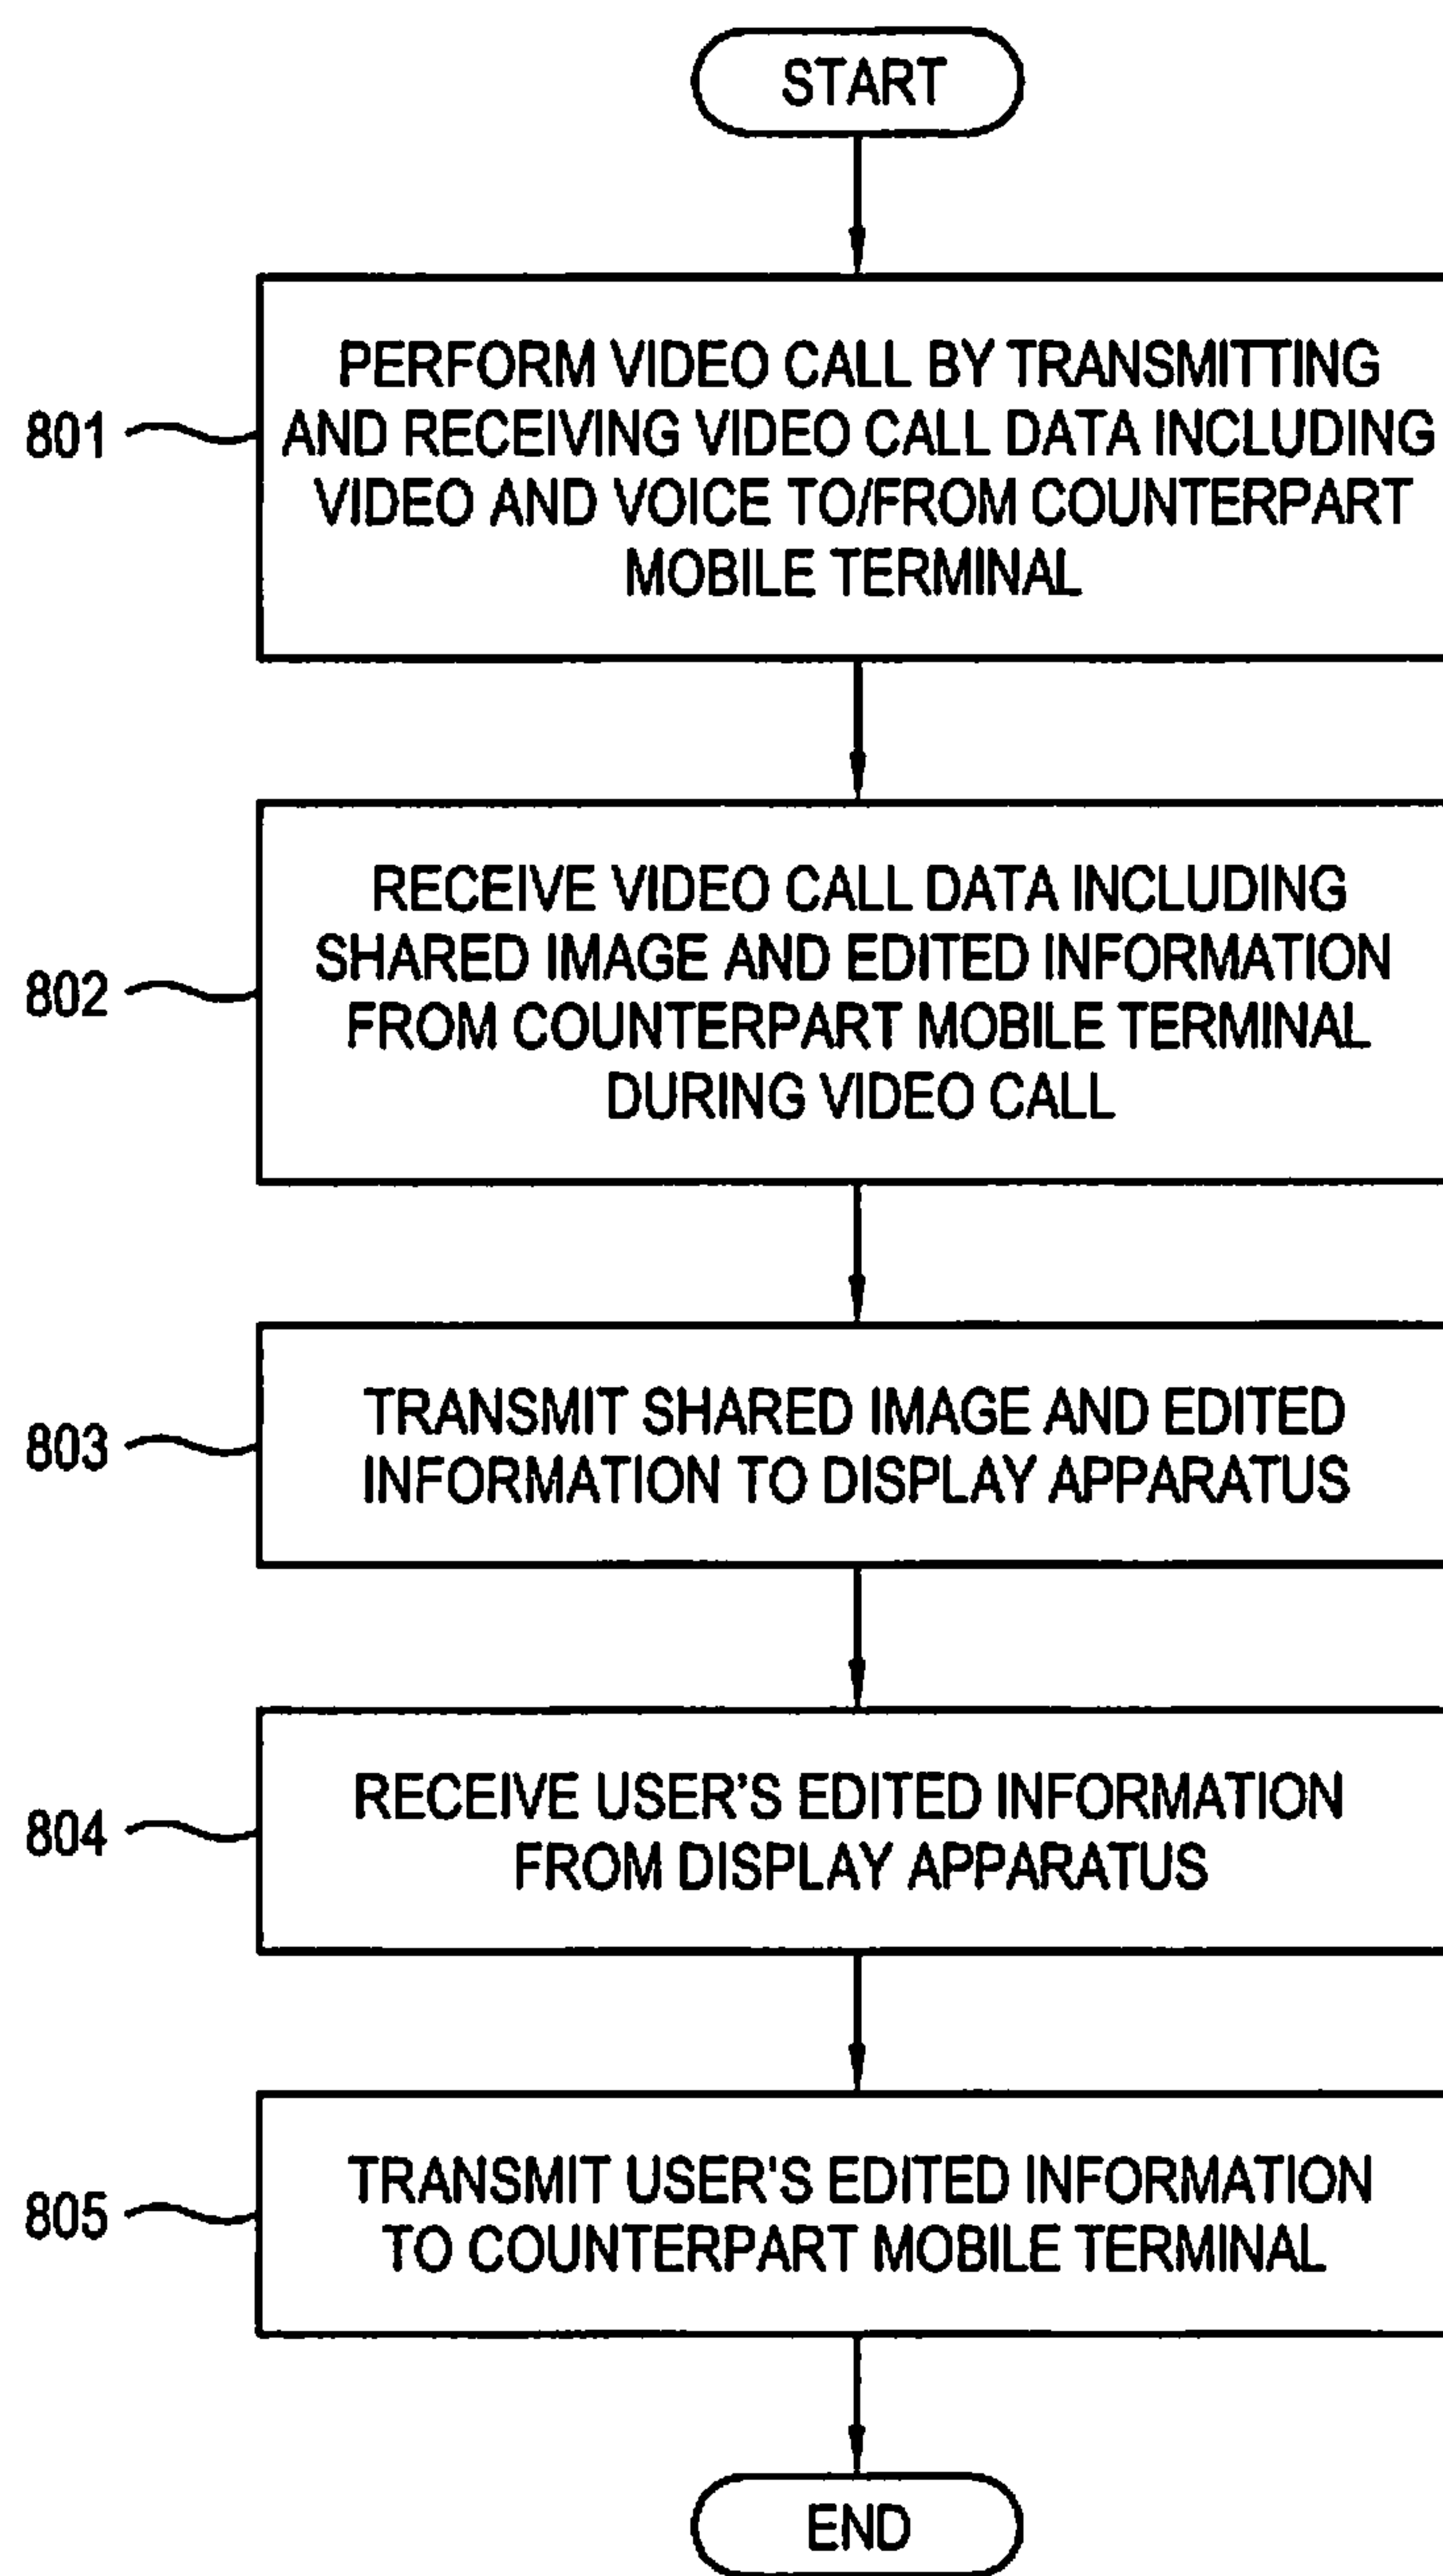 START
801
PERFORM VIDEO CALL BY TRANSMITTING
AND RECEIVING VIDEO CALL DATA INCLUDING
VIDEO AND VOICE TO/FROM COUNTERPART
MOBILE TERMINAL
802
RECEIVE VIDEO CALL DATA INCLUDING
SHARED IMAGE AND EDITED INFORMATION
FROM COUNTERPART MOBILE TERMINAL
DURING VIDEO CALL
803
TRANSMIT SHARED IMAGE AND EDITED
INFORMATION TO DISPLAY APPARATUS
804
RECEIVE USER'S EDITED INFORMATION
FROM DISPLAY APPARATUS
805
TRANSMIT USER'S EDITED INFORMATION
TO COUNTERPART MOBILE TERMINAL
END